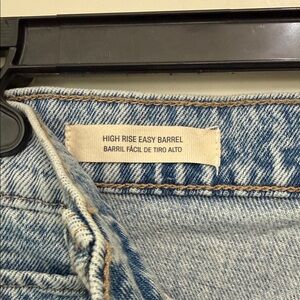 HIGH RISE EASY BARREL
BARRIL FÁCIL DE TIRO ALTO